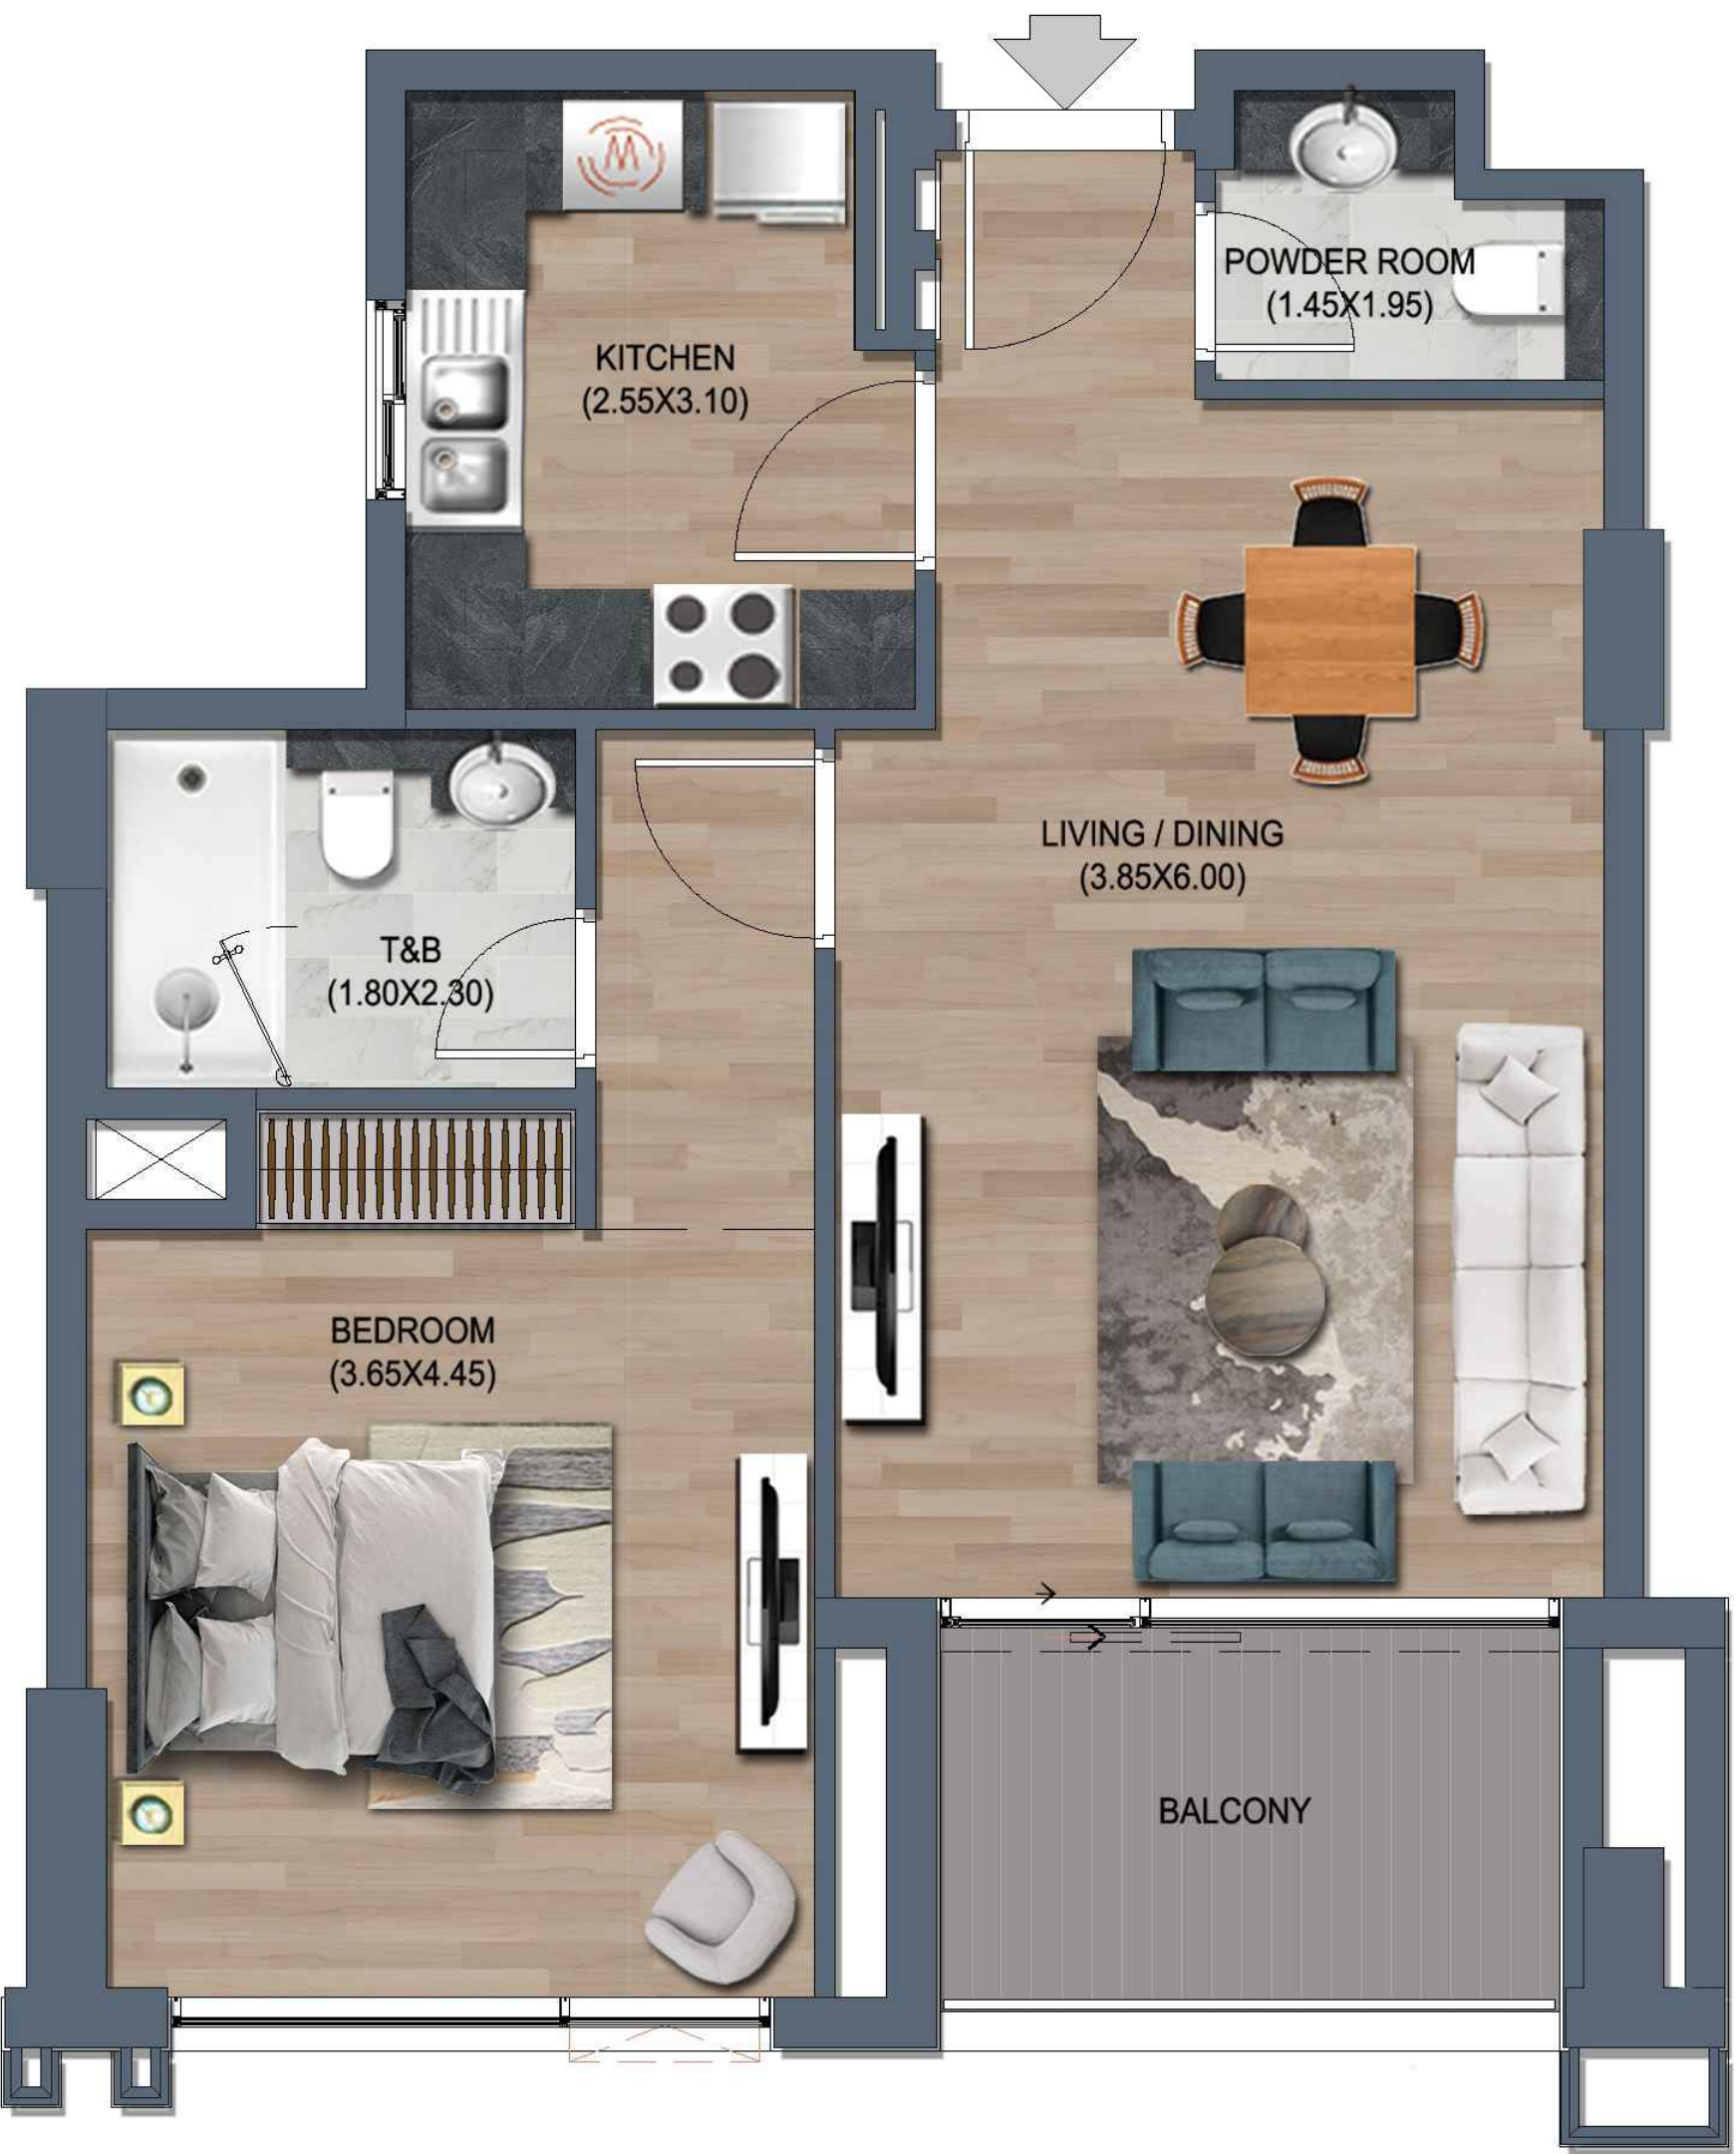 M
POWDER ROOM
(1.45X1.95)
KITCHEN
(2.55X3.10)
LIVING / DINING
(3.85X6.00)
T&B
(1.80X2.30)
BEDROOM
(3.65X4.45)
BALCONY